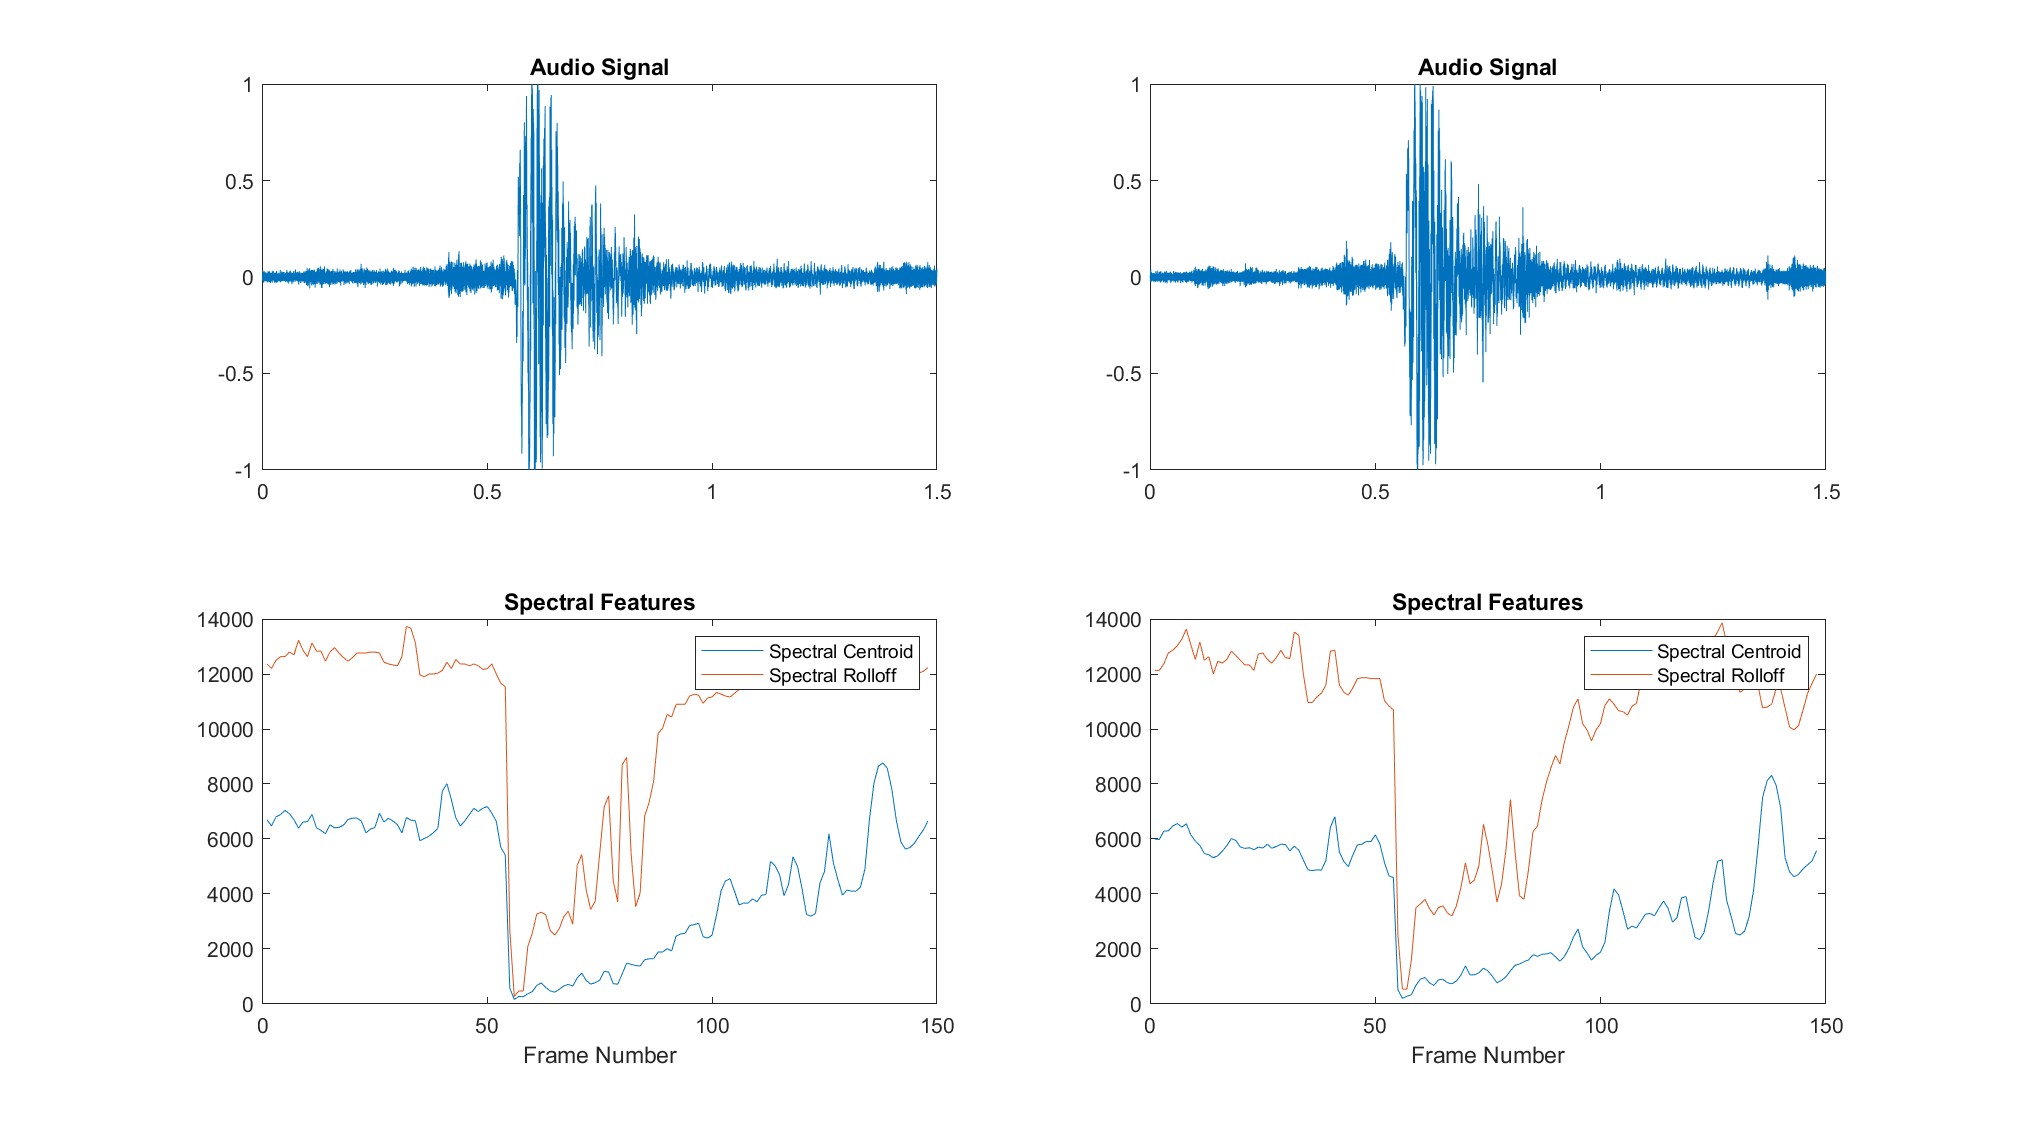 Audio Signal
1
0.5
0
-0.5
-1
0 0.5 1 1.5
Audio Signal
1
0.5
0
-0.5
-1
0 0.5 1 1.5
Spectral Features
14000
12000
10000
8000
6000
4000
2000
0
Spectral Centroid
Spectral Rolloff
0 50 100 150
Frame Number
Spectral Features
14000
12000
10000
8000
6000
4000
2000
0
Spectral Centroid
Spectral Rolloff
0 50 100 150
Frame Number